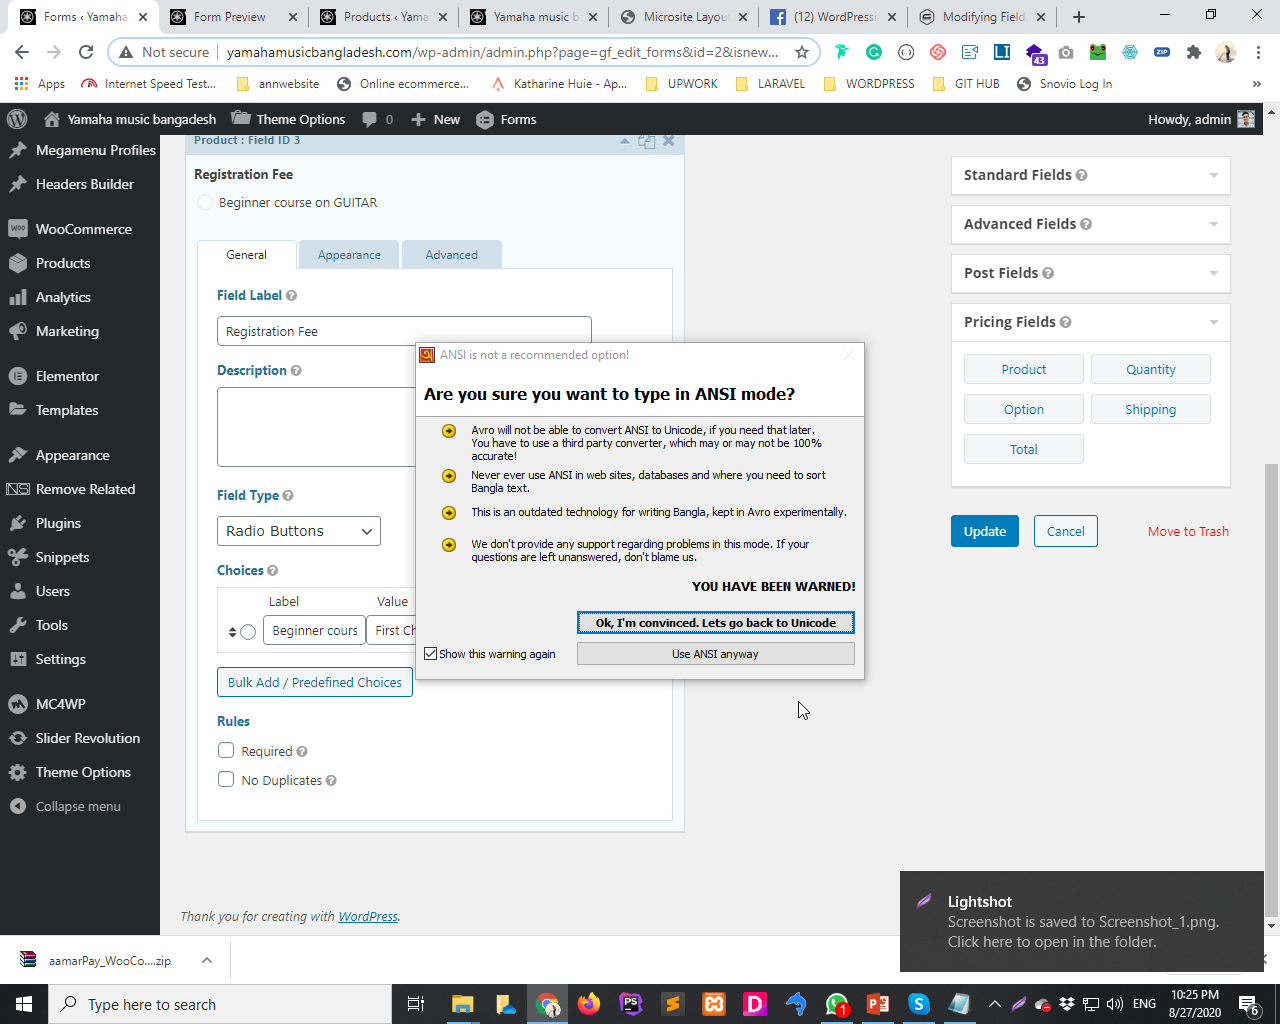 Forms ‹ Yamaha
Form Preview
Products ‹ Yama
Yamaha music b
Microsite Layou
(12) WordPressi
Modifying Field
Not secure
yamahamusicbangladesh.com/wp-admin/admin.php?page=gf_edit_forms&id=2&isnew...
43
ZIP
Apps
Internet Speed Test...
annwebsite
Online ecommerce...
Katharine Huie - Ap...
UPWORK
LARAVEL
WORDPRESS
GIT HUB
Snovio Log In
»
Yamaha music bangladesh
Theme Options
0
New
Forms
Howdy, admin
Megamenu Profiles
Headers Builder
WooCommerce
Products
Analytics
Marketing
Elementor
Templates
Appearance
Remove Related
Plugins
Snippets
Users
Tools
Settings
MC4WP
Slider Revolution
Theme Options
Collapse menu
Product : Field ID 3
Registration Fee
Beginner course on GUITAR
General
Appearance
Advanced
Field Label
Registration Fee
Description
Field Type
Radio Buttons
Choices
Label
Value
Beginner cours
First Ch
Bulk Add / Predefined Choices
Rules
Required
No Duplicates
ANSI is not a recommended option!
Are you sure you want to type in ANSI mode?
Avro will not be able to convert ANSI to Unicode, if you need that later.
You have to use a third party converter, which may or may not be 100%
accurate!
Never ever use ANSI in web sites, databases and where you need to sort
Bangla text.
This is an outdated technology for writing Bangla, kept in Avro experimentally.
We don't provide any support regarding problems in this mode. If your
questions are left unanswered, don't blame us.
YOU HAVE BEEN WARNED!
Ok, I'm convinced. Lets go back to Unicode
Show this warning again
Use ANSI anyway
Standard Fields
Advanced Fields
Post Fields
Pricing Fields
Product
Quantity
Option
Shipping
Total
Update
Cancel
Move to Trash
Thank you for creating with WordPress.
Lightshot
Screenshot is saved to Screenshot_1.png.
Click here to open in the folder.
aamarPay_WooCo....zip
Type here to search
ENG
10:25 PM
8/27/2020
6